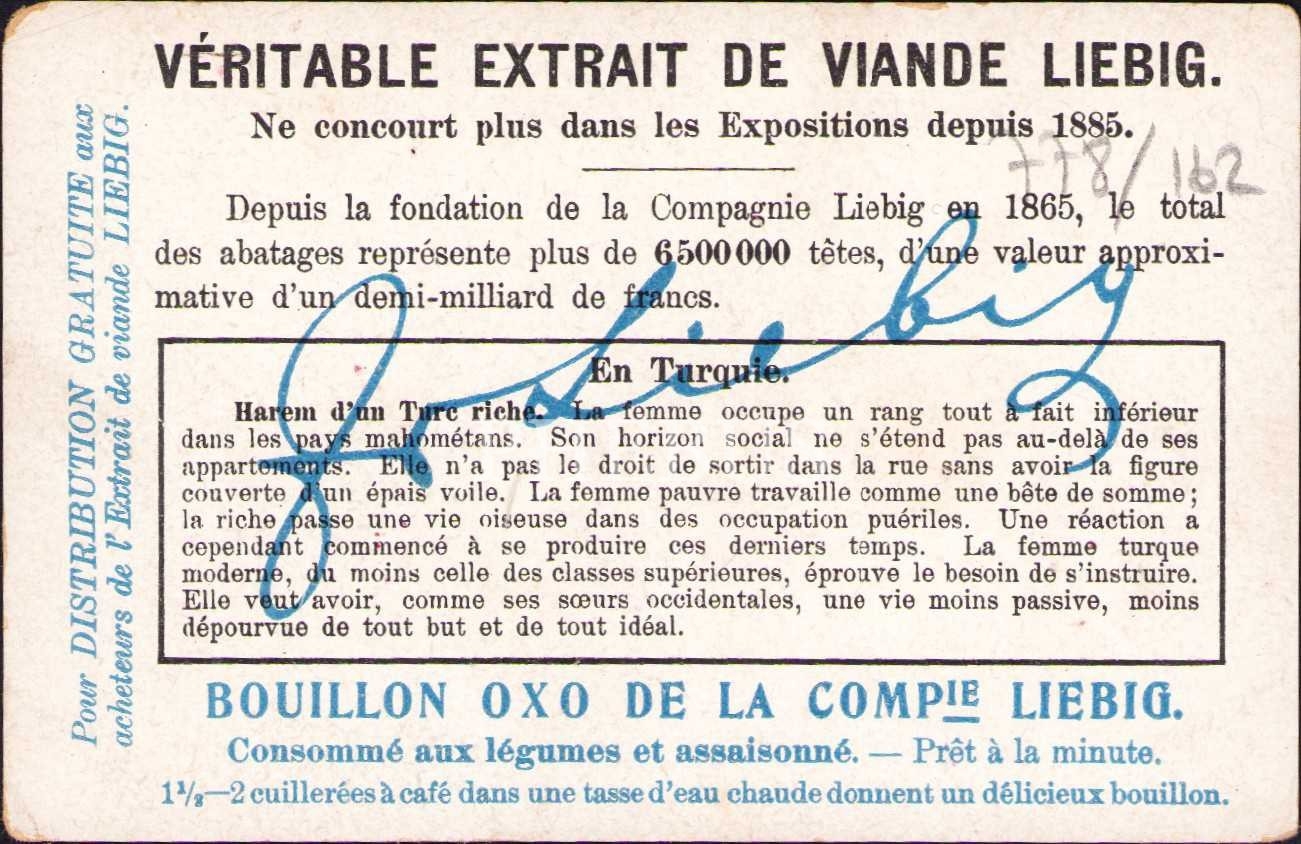 VÉRITABLE EXTRAIT DE VIANDE LIEBIG.
Ne concourt plus dans les Expositions depuis 1885.
778/162
Depuis la fondation de la Compagnie Liebig en 1865, le total
des abatages représente plus de 6500000 têtes, d'une valeur approxi-
mative d'un demi-milliard de francs.
En Turquie.
Harem d'un Turc riche. La femme occupe un rang tout à fait inférieur
dans les pays mahométans. Son horizon social ne s'étend pas au-delà de ses
appartements. Elle n'a pas le droit de sortir dans la rue sans avoir la figure
couverte d'un épais voile. La femme pauvre travaille comme une bête de somme;
la riche passe une vie oiseuse dans des occupation puériles. Une réaction a
cependant commencé à se produire ces derniers temps. La femme turque
moderne, du moins celle des classes supérieures, éprouve le besoin de s'instruire.
Elle veut avoir, comme ses sœurs occidentales, une vie moins passive, moins
dépourvue de tout but et de tout idéal.
Jos Liebig
BOUILLON OXO DE LA COMPIE LIEBIG.
Consommé aux légumes et assaisonné. — Prêt à la minute.
1 1/2—2 cuillerées à café dans une tasse d'eau chaude donnent un délicieux bouillon.
Pour DISTRIBUTION GRATUITE aux
acheteurs de l'Extrait de viande LIEBIG.